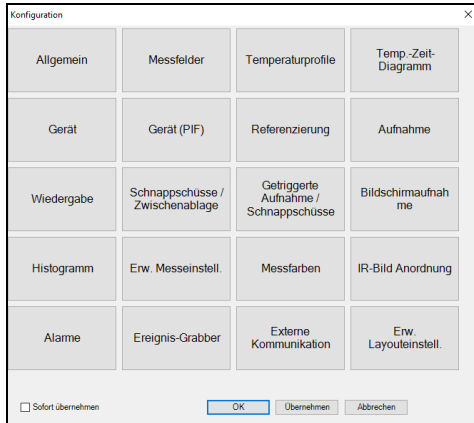 Konfiguration
Allgemein
Messfelder
Temperaturprofile
Temp.-Zeit-
Diagramm
Gerät
Gerät (PIF)
Referenzierung
Aufnahme
Wiedergabe
Schnappschüsse /
Zwischenablage
Getriggerte
Aufnahme /
Schnappschüsse
Bildschirmaufnah
me
Histogramm
Erw. Messeinstell.
Messfarben
IR-Bild Anordnung
Alarme
Ereignis-Grabber
Externe
Kommunikation
Erw.
Layouteinstell.
Sofort übernehmen
OK
Übernehmen
Abbrechen